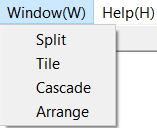 Window(W) Help(H)
Split
Tile
Cascade
Arrange